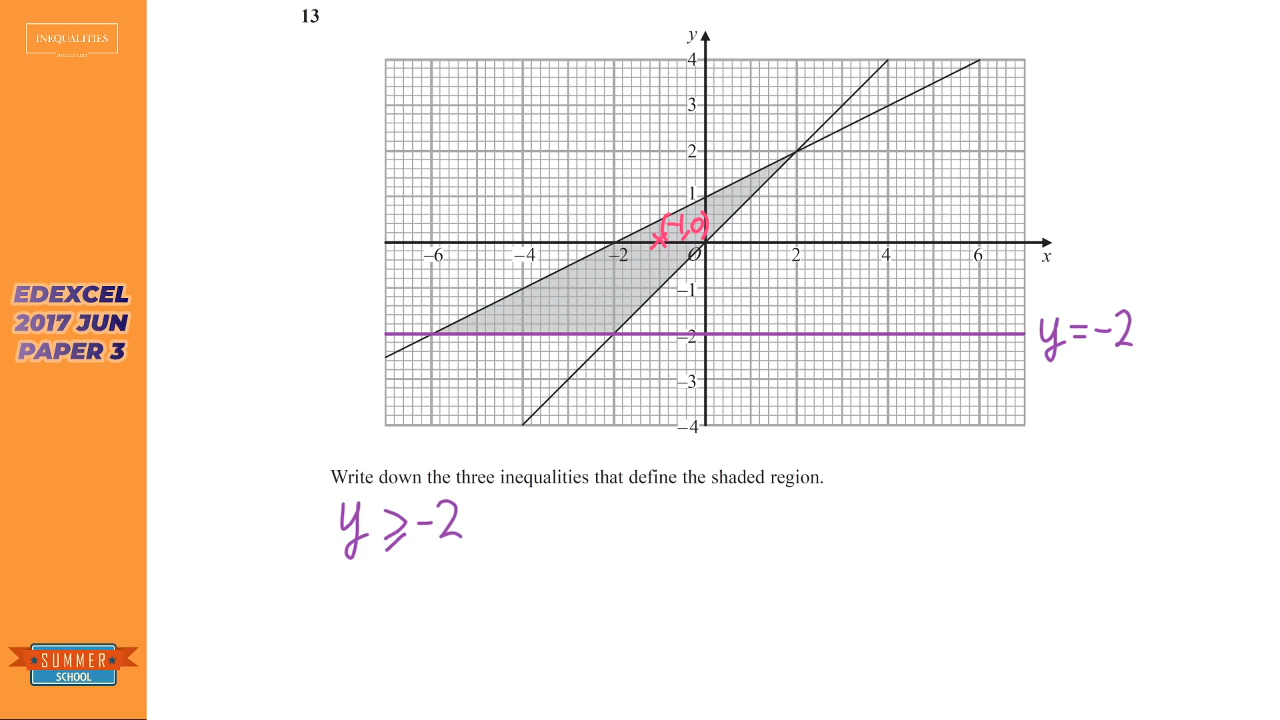 INEQUALITIES
13
y
4
3
2
1
(-1,0)
–6
–4
–2
O
2
4
6
x
–1
–2
y = -2
–3
–4
EDEXCEL
2017 JUN
PAPER 3
Write down the three inequalities that define the shaded region.
y ⩾ -2
SUMMER
SCHOOL